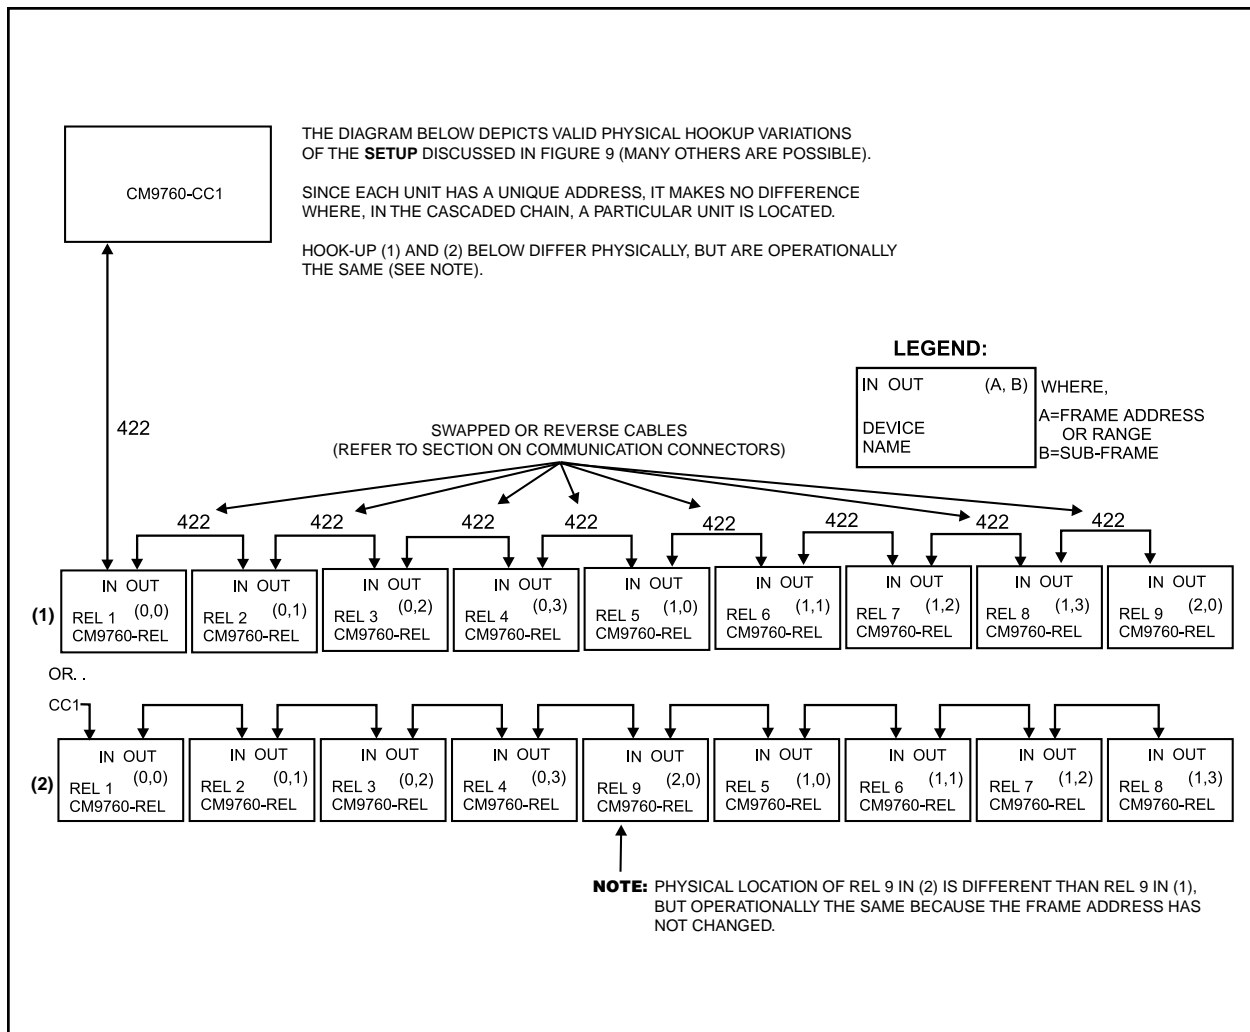 THE DIAGRAM BELOW DEPICTS VALID PHYSICAL HOOKUP VARIATIONS
OF THE SETUP DISCUSSED IN FIGURE 9 (MANY OTHERS ARE POSSIBLE).
CM9760-CC1
SINCE EACH UNIT HAS A UNIQUE ADDRESS, IT MAKES NO DIFFERENCE
WHERE, IN THE CASCADED CHAIN, A PARTICULAR UNIT IS LOCATED.
HOOK-UP (1) AND (2) BELOW DIFFER PHYSICALLY, BUT ARE OPERATIONALLY
THE SAME (SEE NOTE).
LEGEND:
IN OUT (A, B) WHERE,
DEVICE
NAME
A=FRAME ADDRESS
OR RANGE
B=SUB-FRAME
422
SWAPPED OR REVERSE CABLES
(REFER TO SECTION ON COMMUNICATION CONNECTORS)
422 422 422 422 422 422 422 422
IN OUT IN OUT IN OUT IN OUT IN OUT IN OUT IN OUT IN OUT IN OUT
(1) REL 1 (0,0) REL 2 (0,1) REL 3 (0,2) REL 4 (0,3) REL 5 (1,0) REL 6 (1,1) REL 7 (1,2) REL 8 (1,3) REL 9 (2,0)
CM9760-REL CM9760-REL CM9760-REL CM9760-REL CM9760-REL CM9760-REL CM9760-REL CM9760-REL CM9760-REL
OR. .
CC1
IN OUT IN OUT IN OUT IN OUT IN OUT IN OUT IN OUT IN OUT IN OUT
(2) REL 1 (0,0) REL 2 (0,1) REL 3 (0,2) REL 4 (0,3) REL 9 (2,0) REL 5 (1,0) REL 6 (1,1) REL 7 (1,2) REL 8 (1,3)
CM9760-REL CM9760-REL CM9760-REL CM9760-REL CM9760-REL CM9760-REL CM9760-REL CM9760-REL CM9760-REL
NOTE: PHYSICAL LOCATION OF REL 9 IN (2) IS DIFFERENT THAN REL 9 IN (1),
BUT OPERATIONALLY THE SAME BECAUSE THE FRAME ADDRESS HAS
NOT CHANGED.